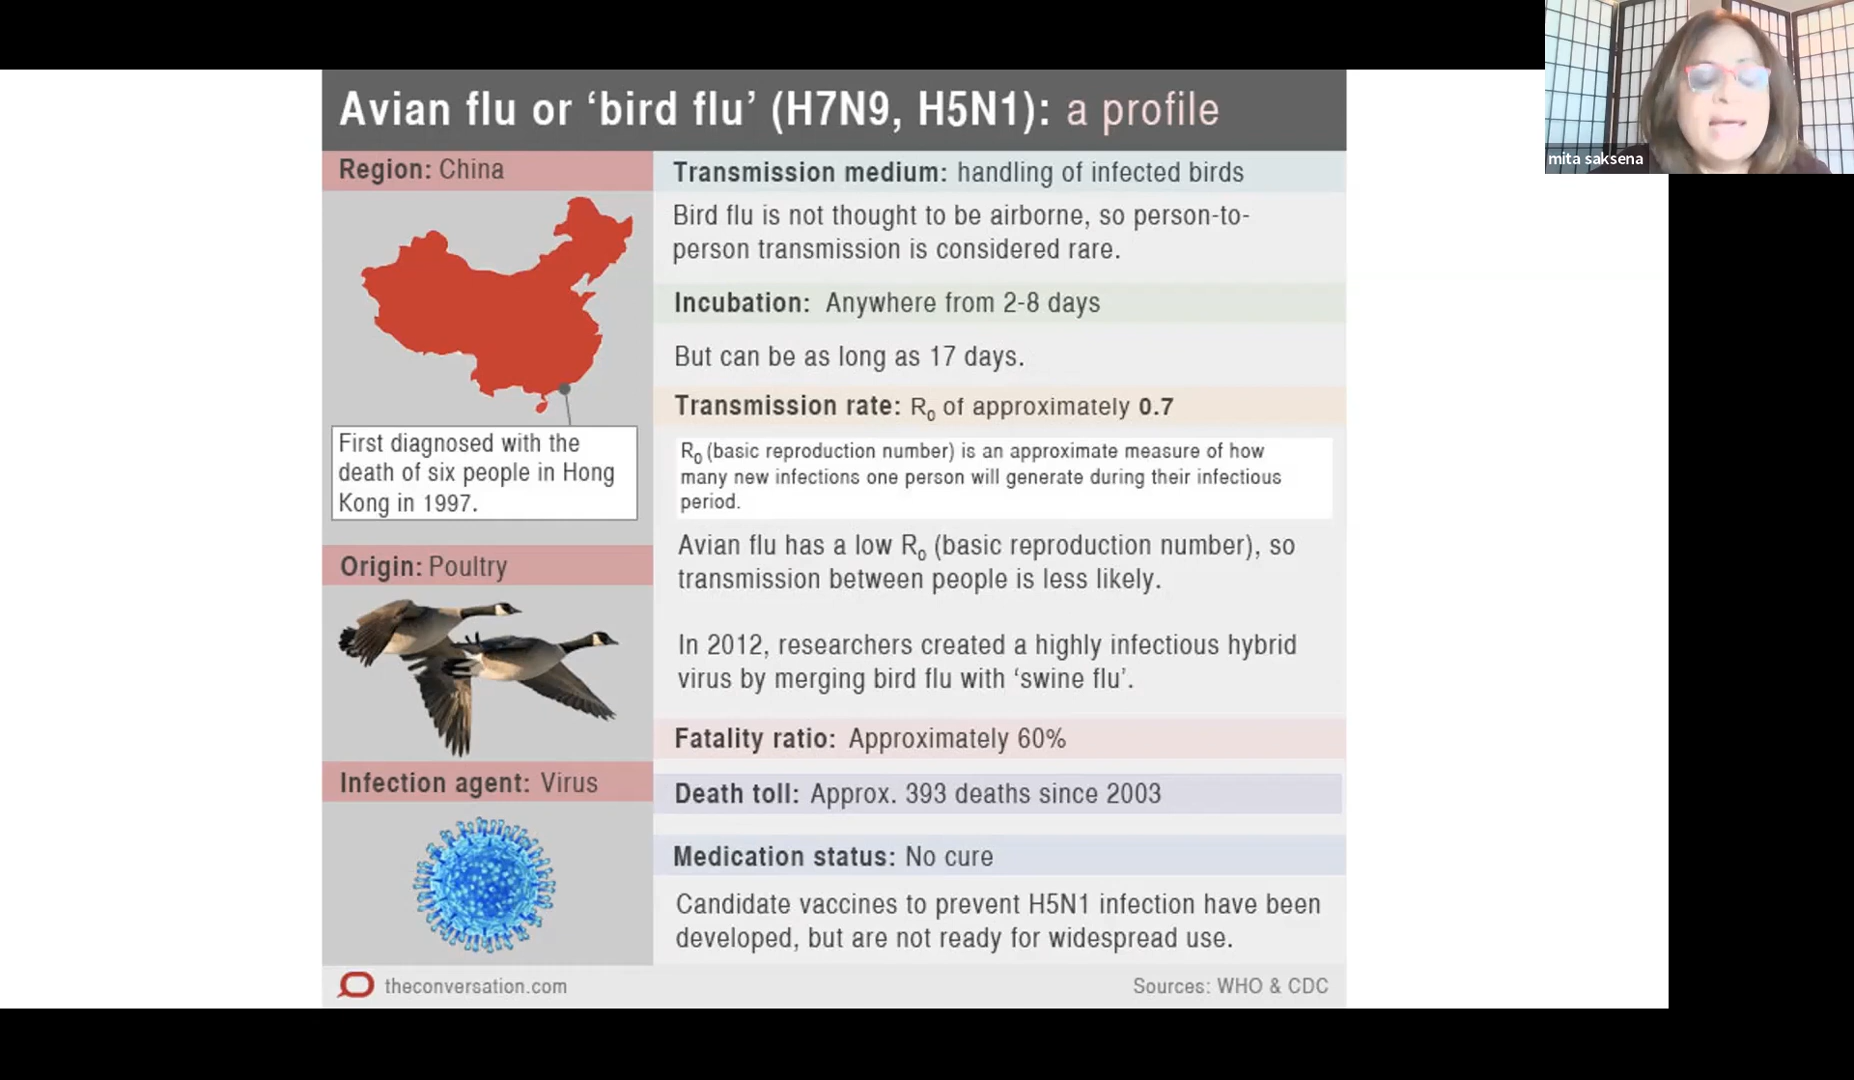 Avian flu or ‘bird flu’ (H7N9, H5N1): a profile
Region: China
First diagnosed with the
death of six people in Hong
Kong in 1997.
Origin: Poultry
Infection agent: Virus
Transmission medium: handling of infected birds
Bird flu is not thought to be airborne, so person-to-
person transmission is considered rare.
Incubation: Anywhere from 2-8 days
But can be as long as 17 days.
Transmission rate: R₀ of approximately 0.7
R₀ (basic reproduction number) is an approximate measure of how
many new infections one person will generate during their infectious
period.
Avian flu has a low R₀ (basic reproduction number), so
transmission between people is less likely.
In 2012, researchers created a highly infectious hybrid
virus by merging bird flu with ‘swine flu’.
Fatality ratio: Approximately 60%
Death toll: Approx. 393 deaths since 2003
Medication status: No cure
Candidate vaccines to prevent H5N1 infection have been
developed, but are not ready for widespread use.
theconversation.com
Sources: WHO & CDC
mita saksena